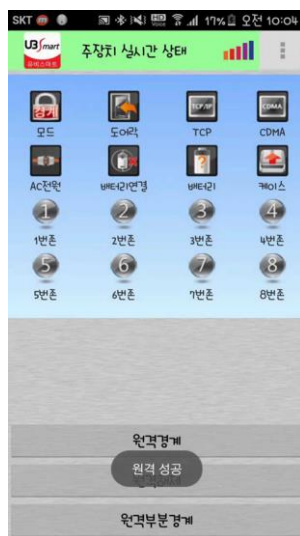 SKT 17% 오전 10:04
UBSmart 주장치 실시간 상태
유비스마트
경계 TCP/IP CDMA
모드 도어락 TCP CDMA
AC전원 배터리연결 배터리 케이스
1 2 3 4
1번존 2번존 3번존 4번존
5 6 7 8
5번존 6번존 7번존 8번존
원격경계
원격 성공
원격부분경계